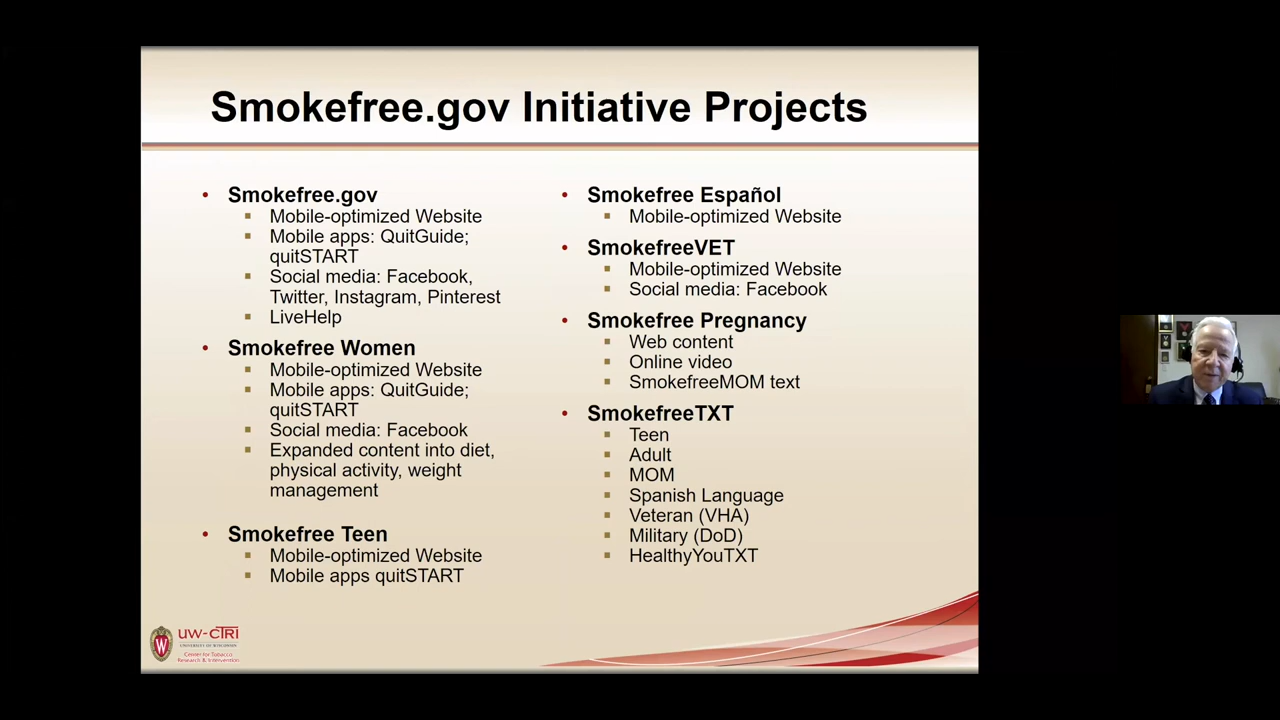 Smokefree.gov Initiative Projects
• Smokefree.gov
▪ Mobile-optimized Website
▪ Mobile apps: QuitGuide;
quitSTART
▪ Social media: Facebook,
Twitter, Instagram, Pinterest
▪ LiveHelp
• Smokefree Women
▪ Mobile-optimized Website
▪ Mobile apps: QuitGuide;
quitSTART
▪ Social media: Facebook
▪ Expanded content into diet,
physical activity, weight
management
• Smokefree Teen
▪ Mobile-optimized Website
▪ Mobile apps quitSTART
• Smokefree Español
▪ Mobile-optimized Website
• SmokefreeVET
▪ Mobile-optimized Website
▪ Social media: Facebook
• Smokefree Pregnancy
▪ Web content
▪ Online video
▪ SmokefreeMOM text
• SmokefreeTXT
▪ Teen
▪ Adult
▪ MOM
▪ Spanish Language
▪ Veteran (VHA)
▪ Military (DoD)
▪ HealthyYouTXT
W
UW-CTRI
UNIVERSITY OF WISCONSIN
Center for Tobacco
Research & Intervention